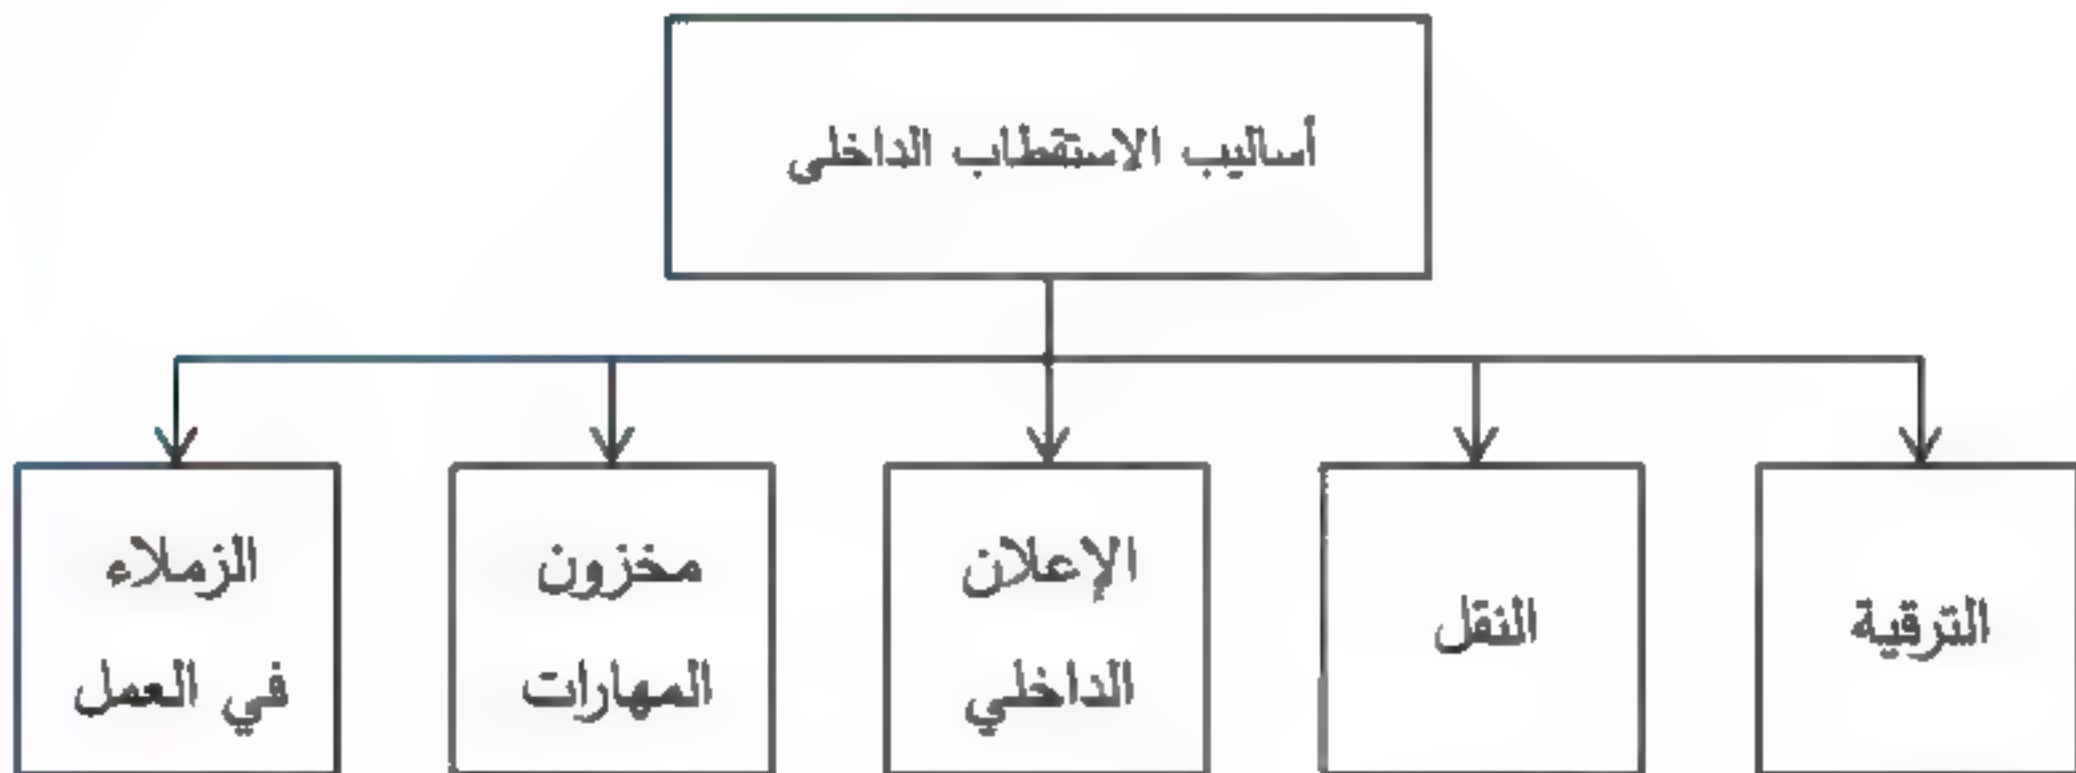 أساليب الاستقطاب الداخلى
الترقية
النقل
الإعلان
الداخلي
مخزون
المهارات
الزملاء
في العمل